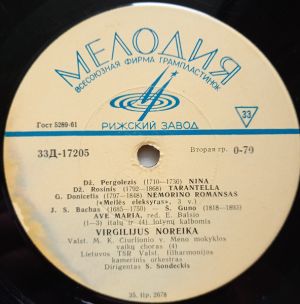 МЕЛОДИЯ
ВСЕСОЮЗНАЯ ФИРМА ГРАМПЛАСТИНОК
Гост 5289-61
33
РИЖСКИЙ ЗАВОД
33Д-17205
Вторая гр. 0-79
Dž. Pergolezis (1710—1736) NINA
Dž. Rosinis (1792—1868) TARANTELLA
G. Donicetis (1797—1848) NEMORINO ROMANSAS
(«Meilės eleksyras», 3 v.)
J. S. Bachas (1685—1750) Š. Guno (1818—1893)
AVE MARIA, red. E. Balsio
(1—3) italų ir (4) lotynų kalbomis
VIRGILIJUS NOREIKA
Valst. M. K. Čiurlionio v. Meno mokyklos
vaikų choras (4)
Lietuvos TSR Valst. filharmonijos
kamerinis orkestras
Dirigentas S. Sondeckis